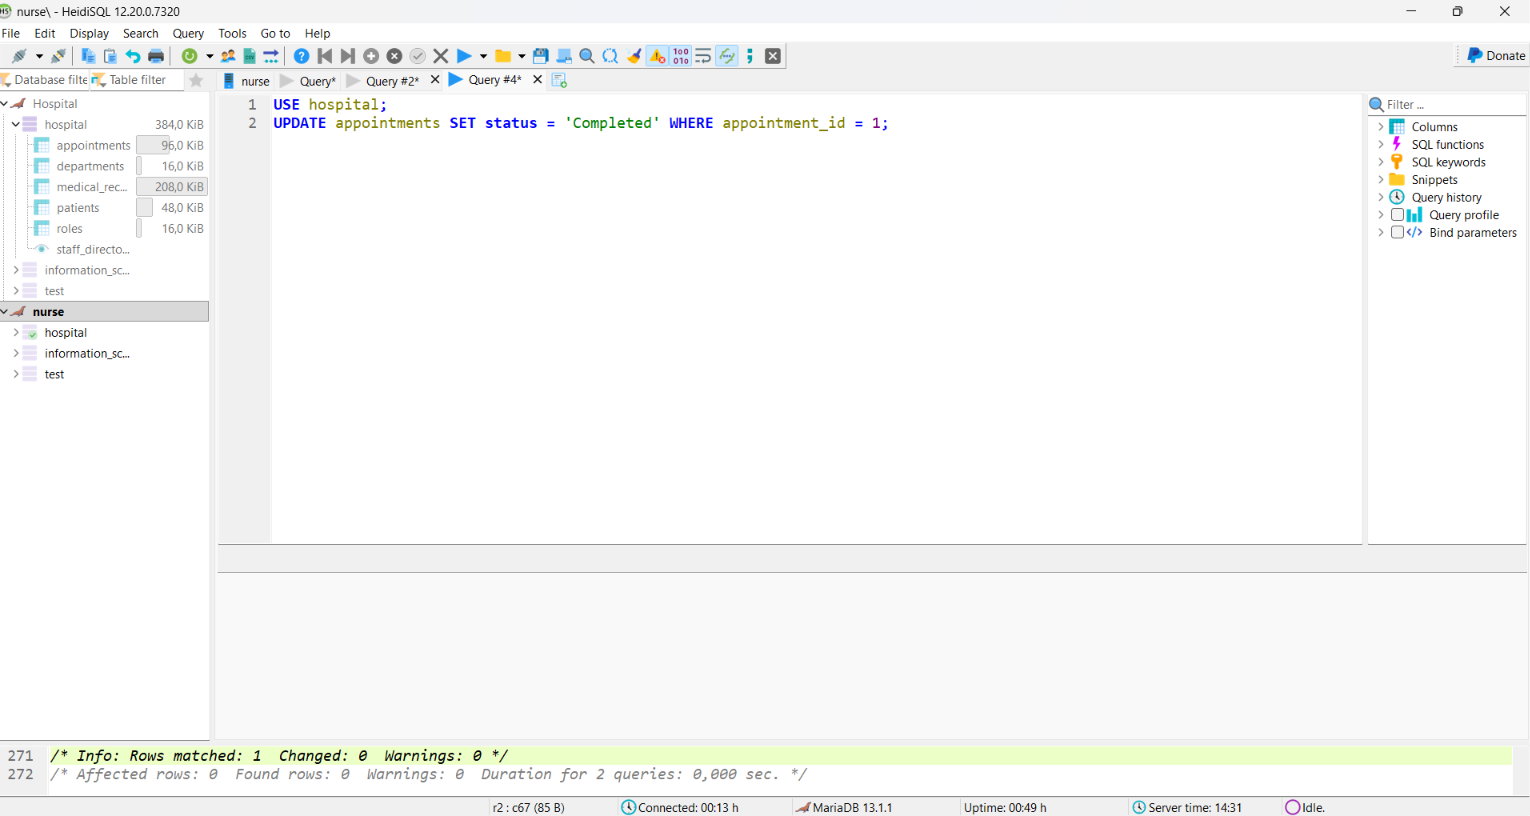 nurse\ - HeidiSQL 12.20.0.7320
File Edit Display Search Query Tools Go to Help
Donate
Database filte Table filter nurse Query* Query #2* Query #4*
Hospital
hospital 384,0 KiB
appointments 96,0 KiB
departments 16,0 KiB
medical_rec... 208,0 KiB
patients 48,0 KiB
roles 16,0 KiB
staff_directo...
information_sc...
test
nurse
hospital
information_sc...
test
1 USE hospital;
2 UPDATE appointments SET status = 'Completed' WHERE appointment_id = 1;
Filter ...
Columns
SQL functions
SQL keywords
Snippets
Query history
Query profile
Bind parameters
271 /* Info: Rows matched: 1 Changed: 0 Warnings: 0 */
272 /* Affected rows: 0 Found rows: 0 Warnings: 0 Duration for 2 queries: 0,000 sec. */
r2 : c67 (85 B) Connected: 00:13 h MariaDB 13.1.1 Uptime: 00:49 h Server time: 14:31 Idle.